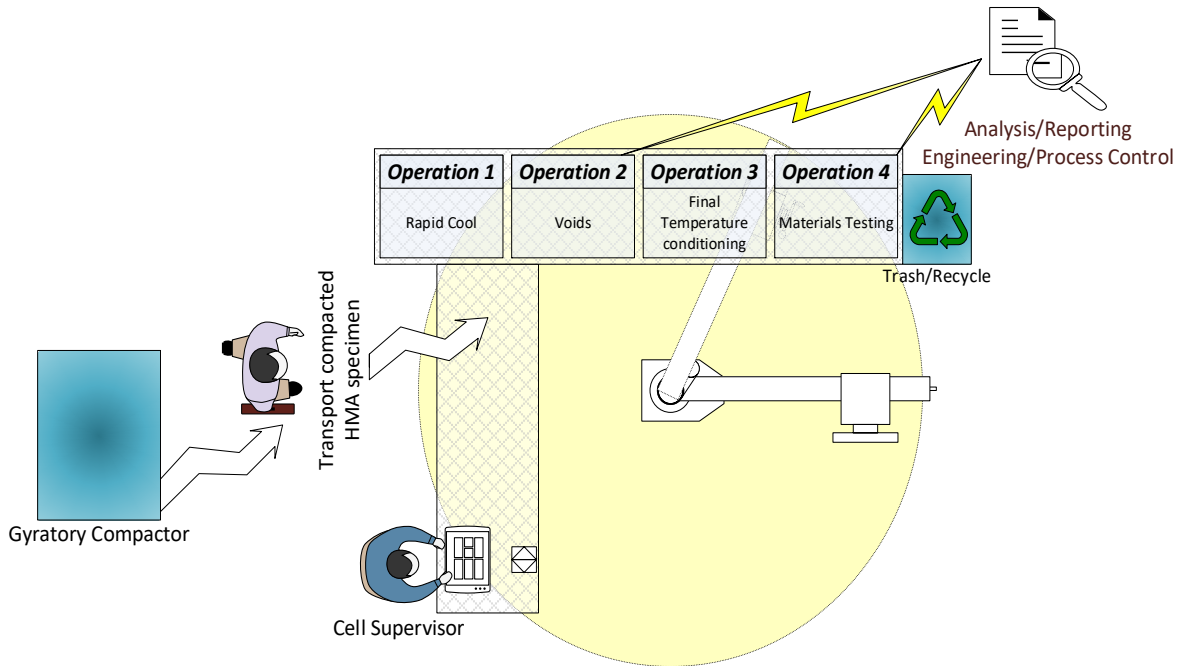 Analysis/Reporting
Engineering/Process Control
Operation 1
Rapid Cool
Operation 2
Voids
Operation 3
Final
Temperature
conditioning
Operation 4
Materials Testing
Trash/Recycle
Transport compacted
HMA specimen
Gyratory Compactor
Cell Supervisor